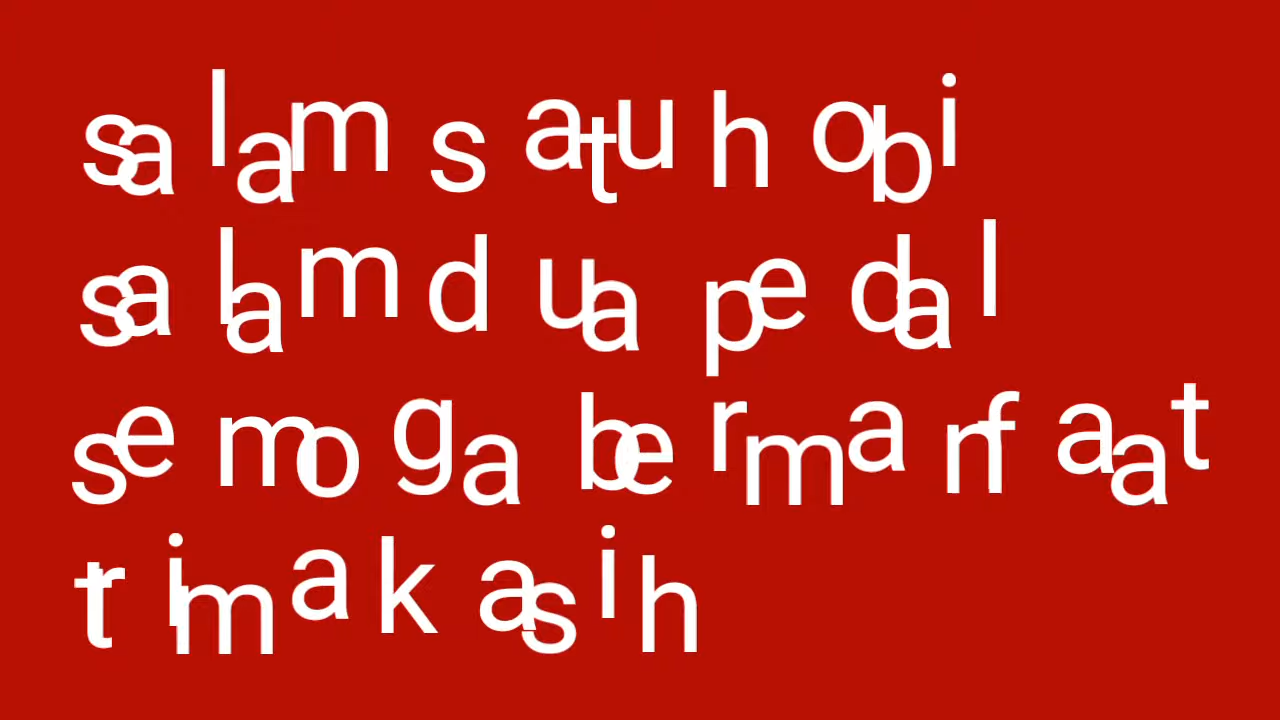 salam satu hobi
salam dua pedal
semoga bermanfaat
trimakasih